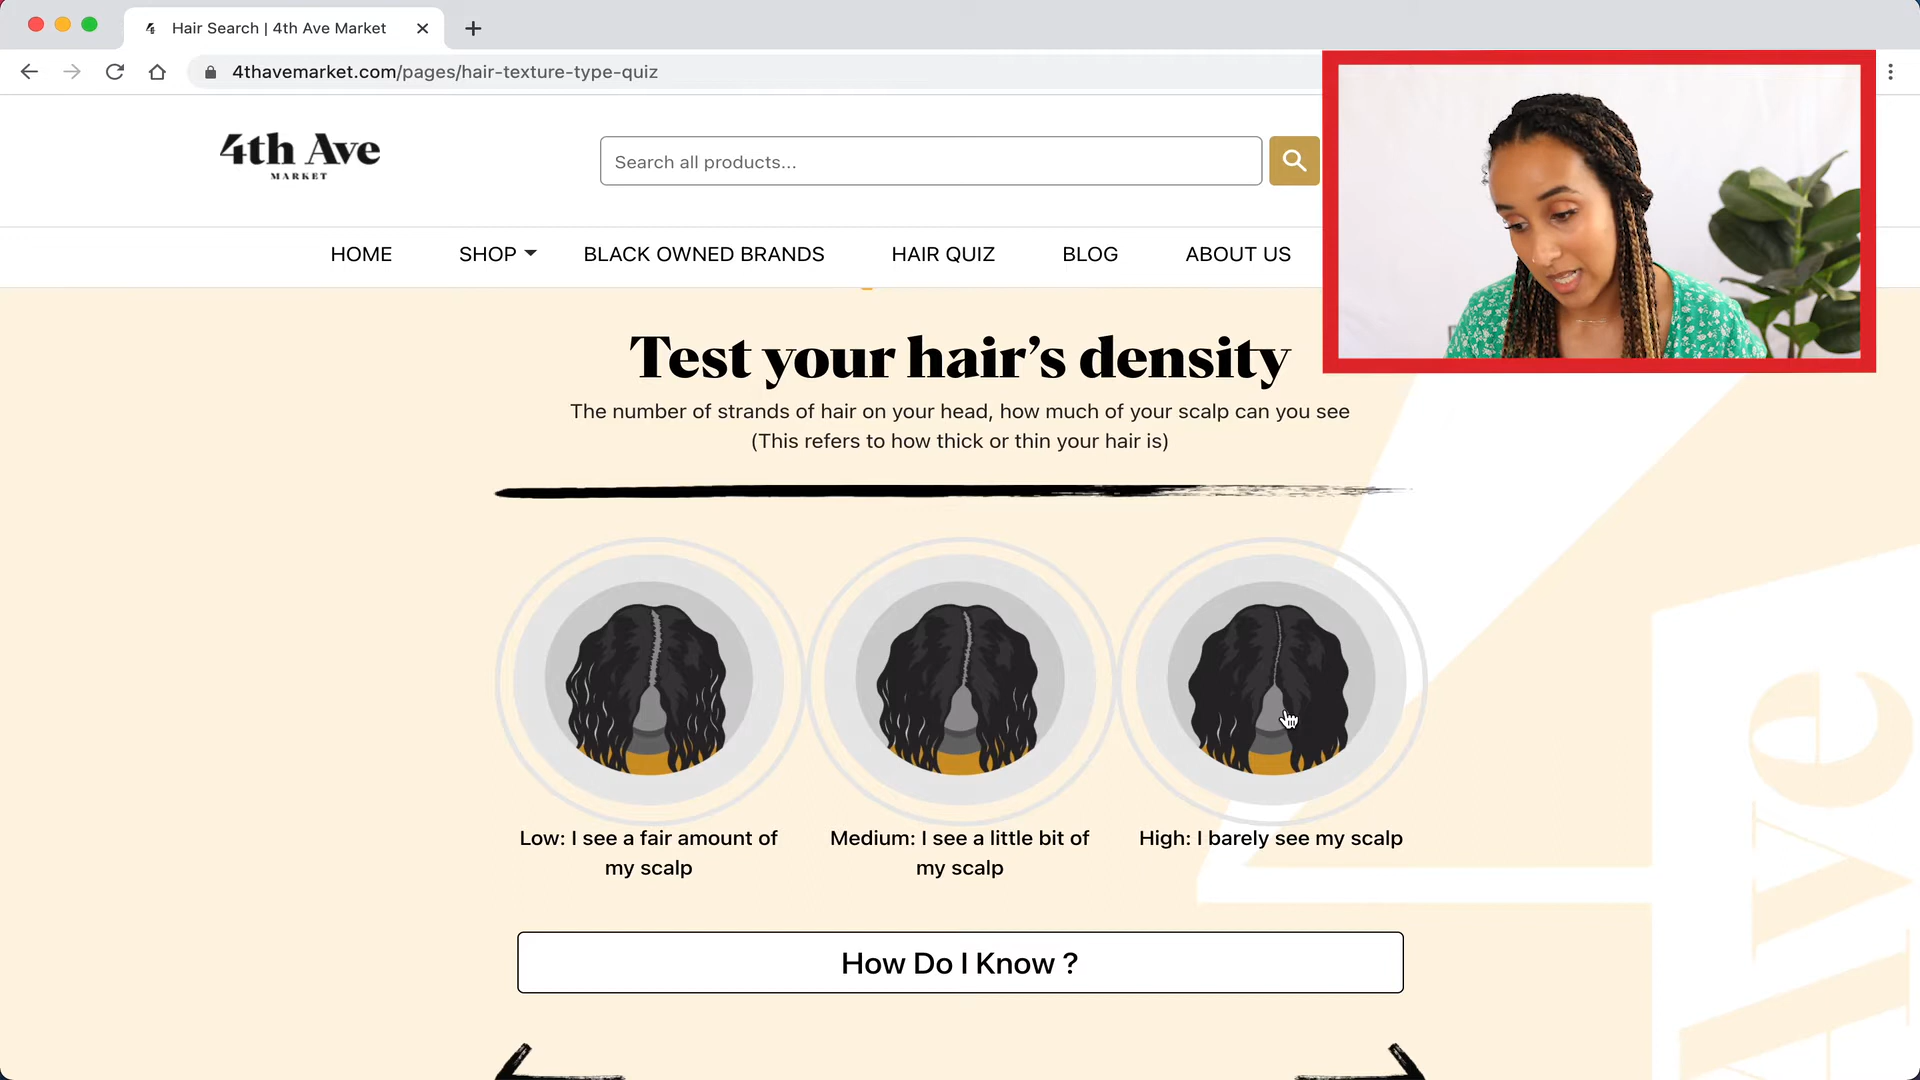 Hair Search | 4th Ave Market
4thavemarket.com/pages/hair-texture-type-quiz
4th Ave
MARKET
Search all products...
HOME
SHOP
BLACK OWNED BRANDS
HAIR QUIZ
BLOG
ABOUT US
Test your hair’s density
The number of strands of hair on your head, how much of your scalp can you see
(This refers to how thick or thin your hair is)
Low: I see a fair amount of
my scalp
Medium: I see a little bit of
my scalp
High: I barely see my scalp
How Do I Know ?
Ave